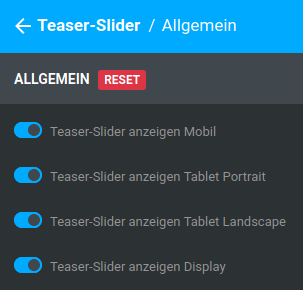 Teaser-Slider / Allgemein
ALLGEMEIN RESET
Teaser-Slider anzeigen Mobil
Teaser-Slider anzeigen Tablet Portrait
Teaser-Slider anzeigen Tablet Landscape
Teaser-Slider anzeigen Display